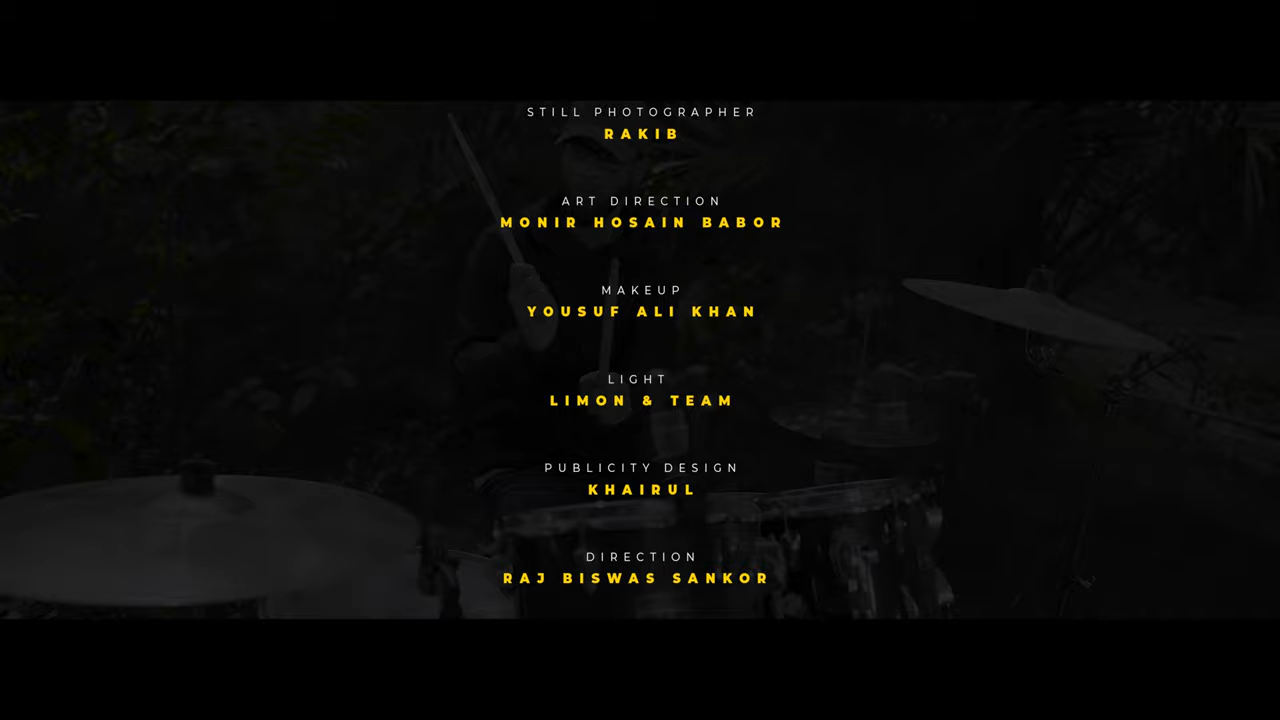 STILL PHOTOGRAPHER
RAKIB
ART DIRECTION
MONIR HOSAIN BABOR
MAKEUP
YOUSUF ALI KHAN
LIGHT
LIMON & TEAM
PUBLICITY DESIGN
KHAIRUL
DIRECTION
RAJ BISWAS SANKOR